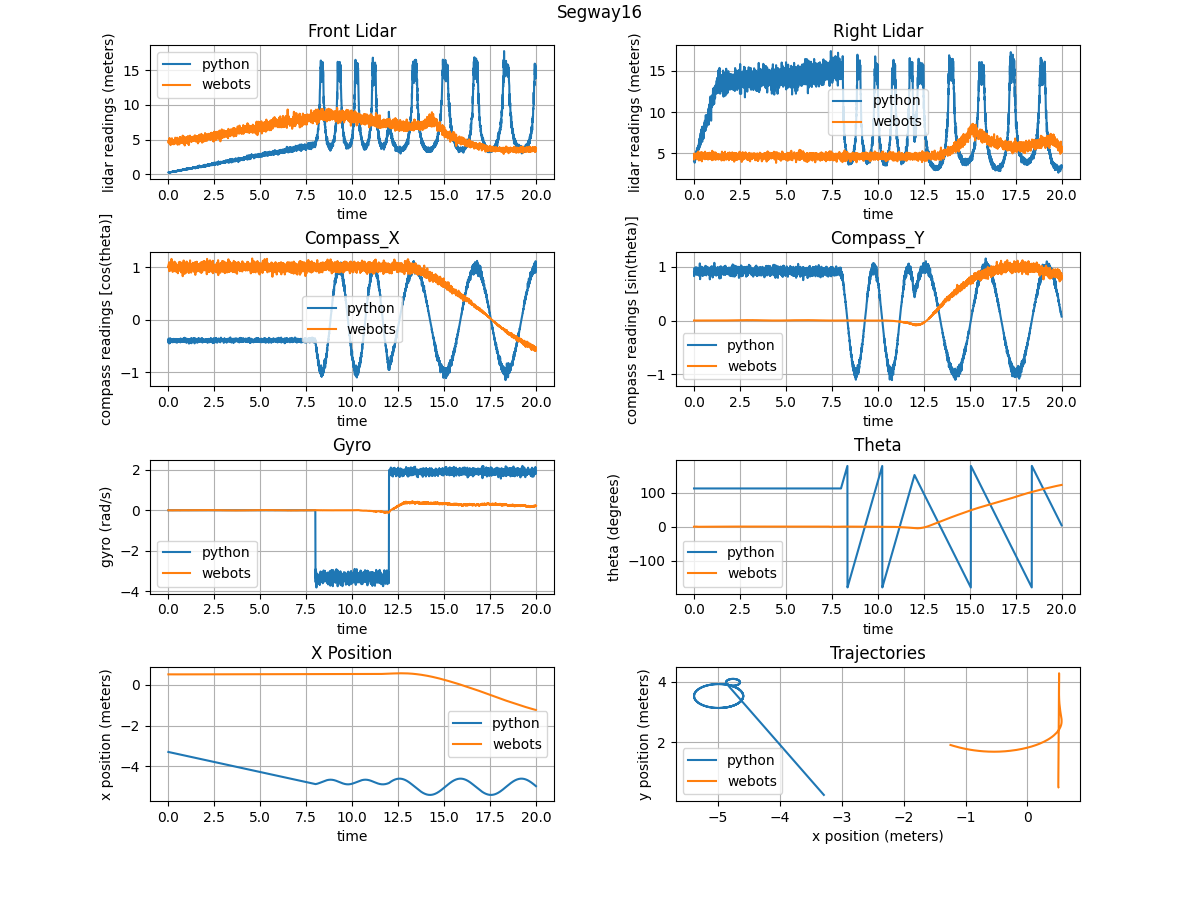 Segway16
Front Lidar
lidar readings (meters)
15
10
5
0
python
webots
0.0 2.5 5.0 7.5 10.0 12.5 15.0 17.5 20.0
time
Right Lidar
lidar readings (meters)
15
10
5
python
webots
0.0 2.5 5.0 7.5 10.0 12.5 15.0 17.5 20.0
time
Compass_X
compass readings [cos(theta)]
1
0
−1
python
webots
0.0 2.5 5.0 7.5 10.0 12.5 15.0 17.5 20.0
time
Compass_Y
compass readings [sin(theta)]
1
0
−1
python
webots
0.0 2.5 5.0 7.5 10.0 12.5 15.0 17.5 20.0
time
Gyro
gyro (rad/s)
2
0
−2
−4
python
webots
0.0 2.5 5.0 7.5 10.0 12.5 15.0 17.5 20.0
time
Theta
theta (degrees)
100
0
−100
python
webots
0.0 2.5 5.0 7.5 10.0 12.5 15.0 17.5 20.0
time
X Position
x position (meters)
0
−2
−4
python
webots
0.0 2.5 5.0 7.5 10.0 12.5 15.0 17.5 20.0
time
Trajectories
y position (meters)
4
2
python
webots
−5 −4 −3 −2 −1 0
x position (meters)